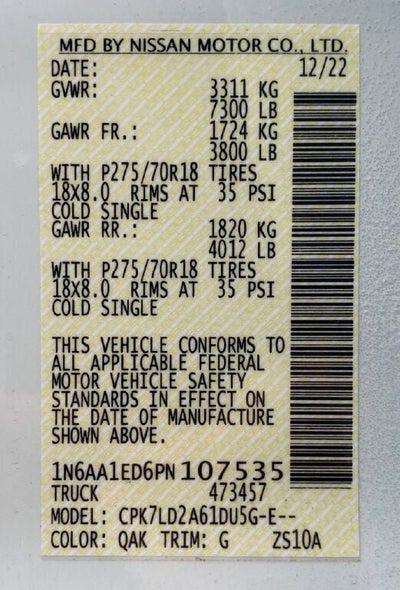 MFD BY NISSAN MOTOR CO., LTD.
DATE: 12/22
GVWR: 3311 KG
7300 LB
GAWR FR.: 1724 KG
3800 LB
WITH P275/70R18 TIRES
18X8.0 RIMS AT 35 PSI
COLD SINGLE
GAWR RR.: 1820 KG
4012 LB
WITH P275/70R18 TIRES
18X8.0 RIMS AT 35 PSI
COLD SINGLE
THIS VEHICLE CONFORMS TO
ALL APPLICABLE FEDERAL
MOTOR VEHICLE SAFETY
STANDARDS IN EFFECT ON
THE DATE OF MANUFACTURE
SHOWN ABOVE.
1N6AA1ED6PN107535
TRUCK 473457
MODEL: CPK7LD2A61DU5G-E--
COLOR: QAK TRIM: G ZS10A